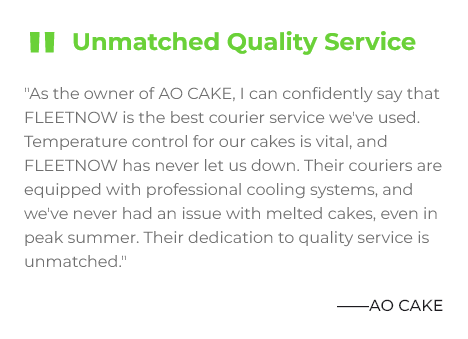 " Unmatched Quality Service
"As the owner of AO CAKE, I can confidently say that
FLEETNOW is the best courier service we've used.
Temperature control for our cakes is vital, and
FLEETNOW has never let us down. Their couriers are
equipped with professional cooling systems, and
we've never had an issue with melted cakes, even in
peak summer. Their dedication to quality service is
unmatched."
——AO CAKE